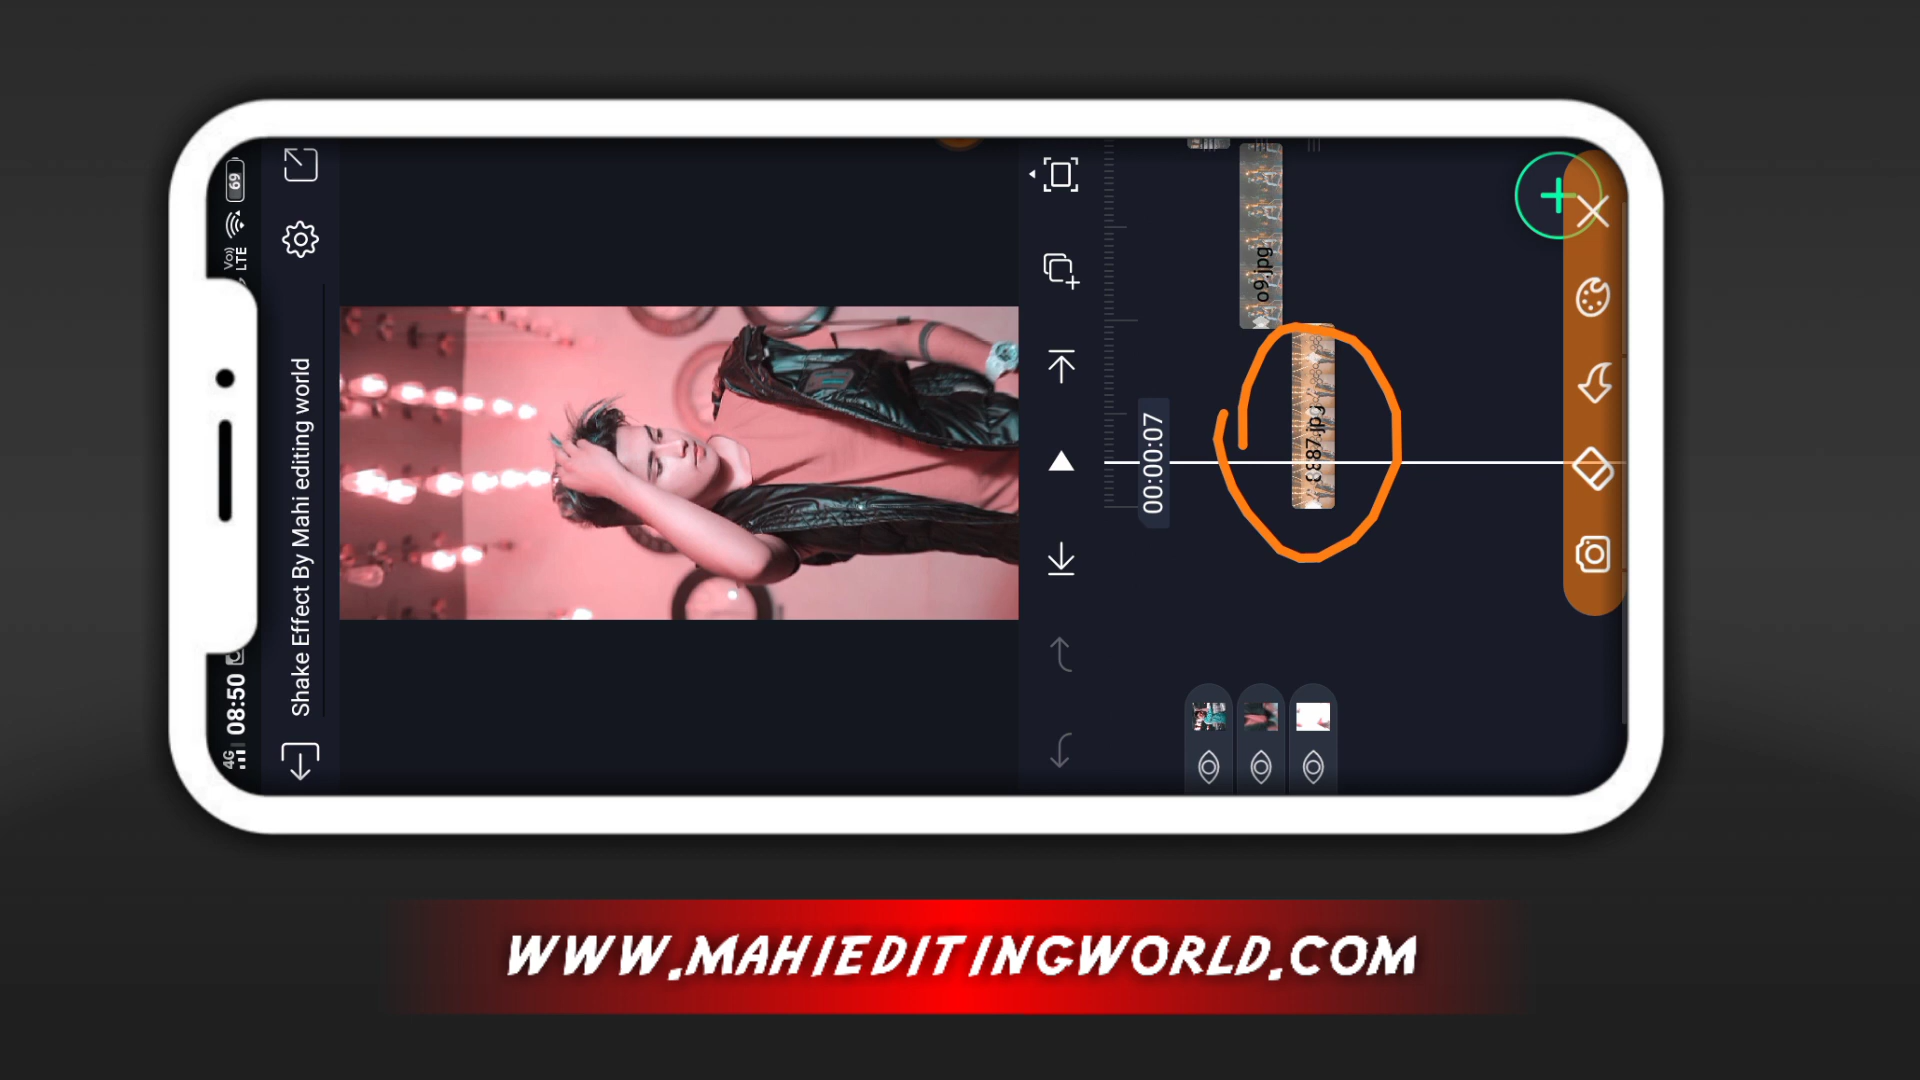 4G 08:50
Vo)) LTE
69
Shake Effect By Mahi editing world
00:00:07
o9.jpg
WWW.MAHIEDITINGWORLD.COM